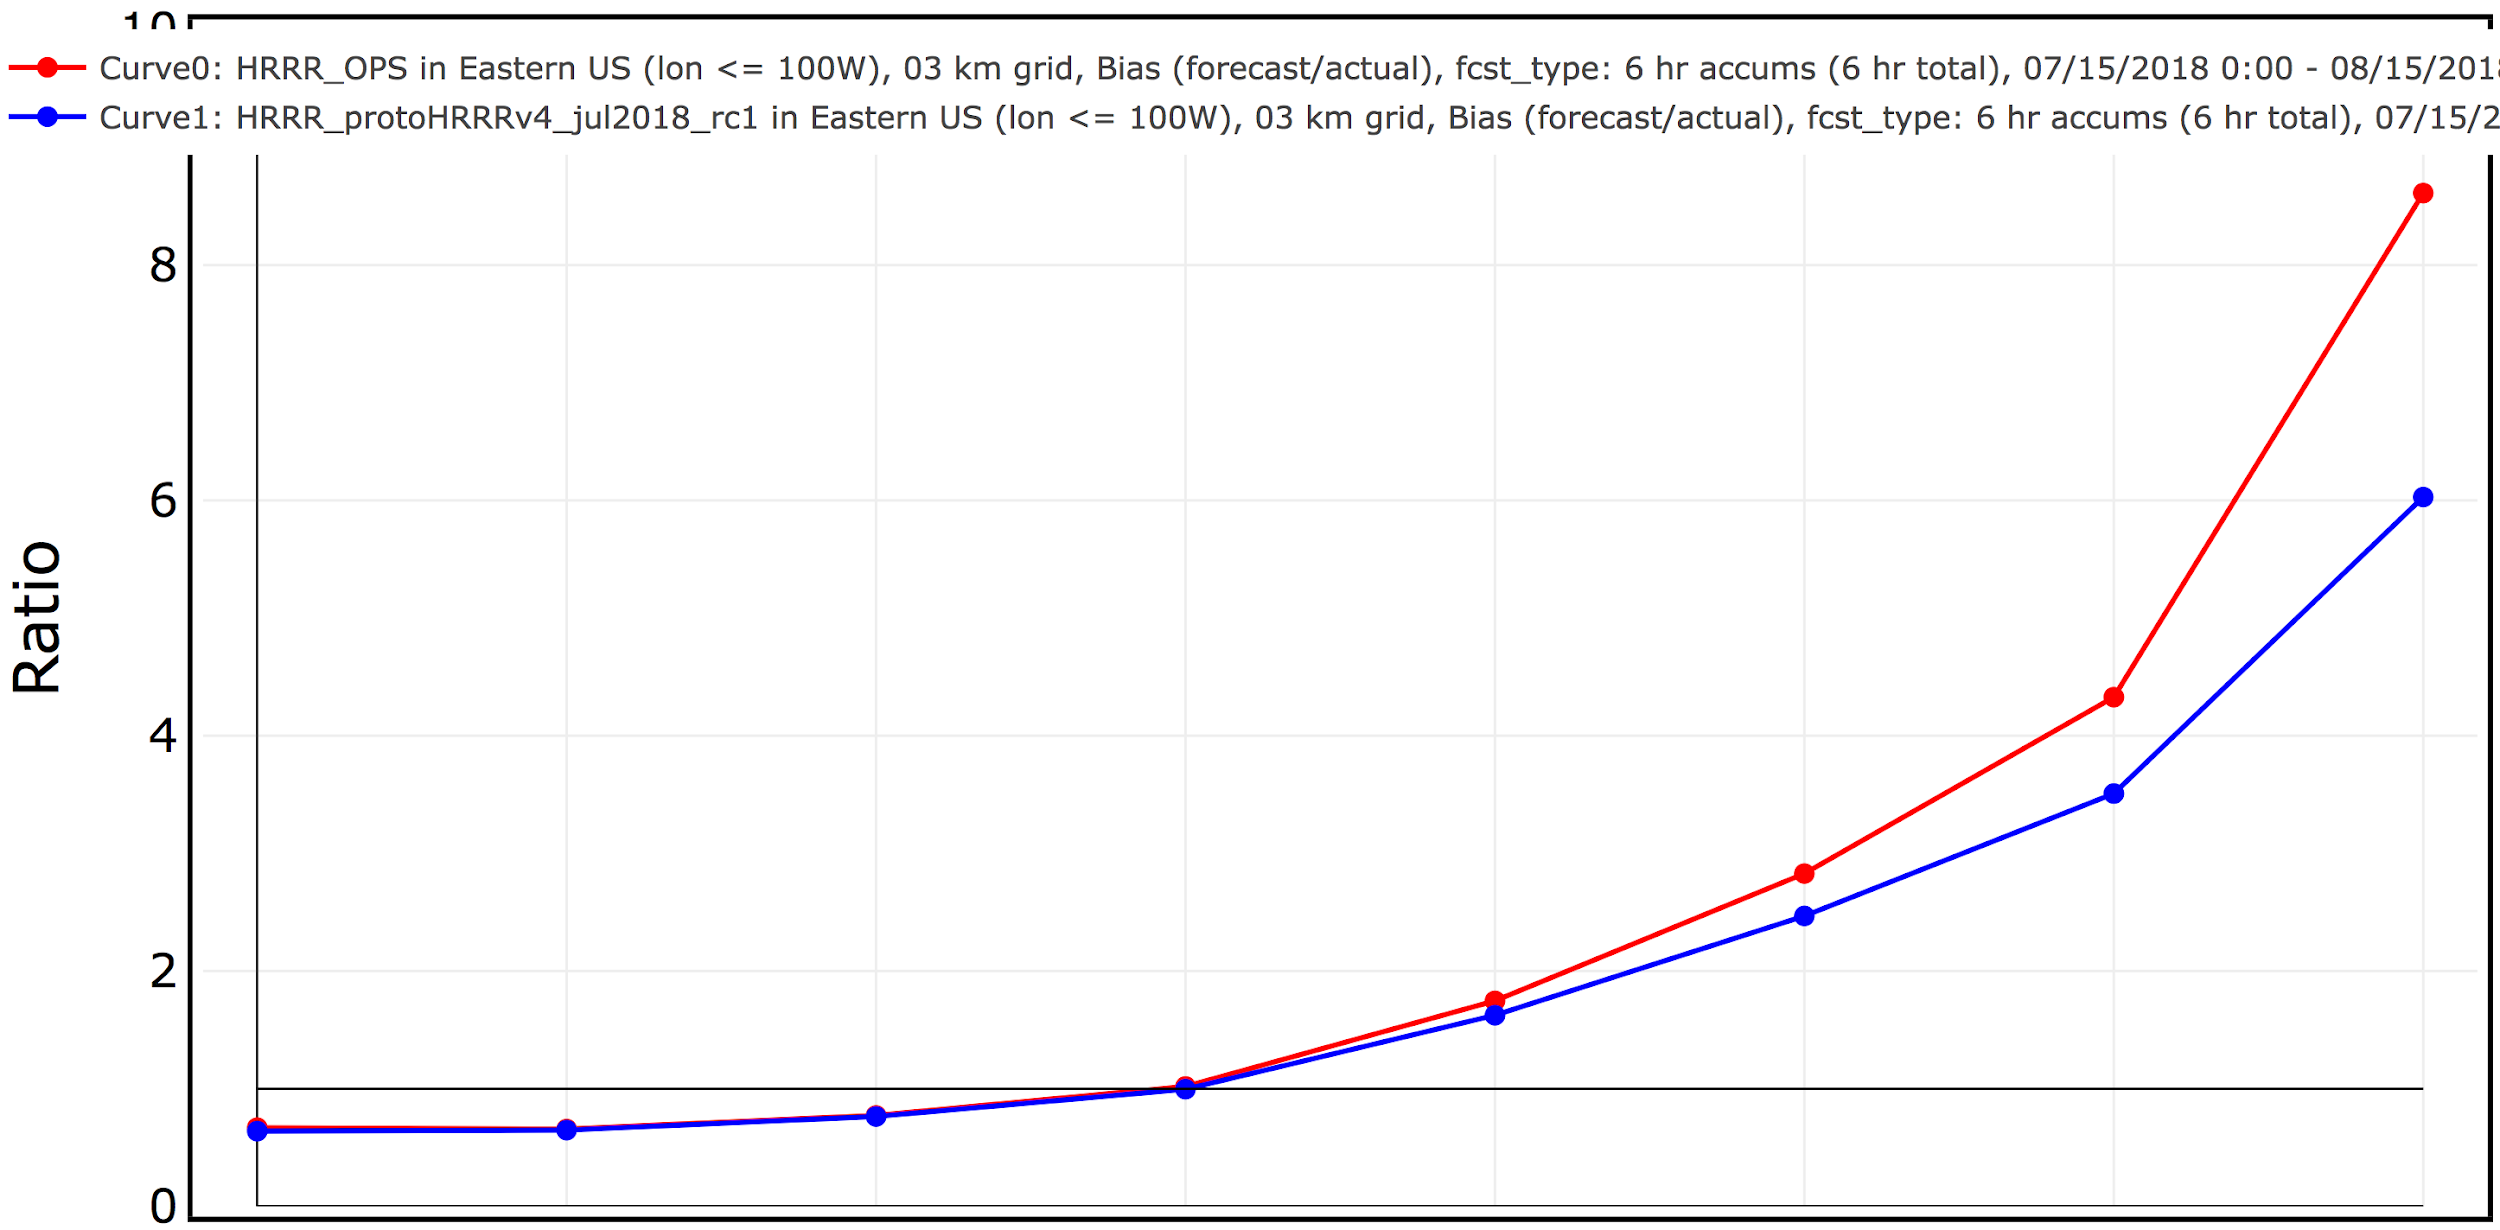 10
Curve0: HRRR_OPS in Eastern US (lon <= 100W), 03 km grid, Bias (forecast/actual), fcst_type: 6 hr accums (6 hr total), 07/15/2018 0:00 - 08/15/2018
Curve1: HRRR_protoHRRRv4_jul2018_rc1 in Eastern US (lon <= 100W), 03 km grid, Bias (forecast/actual), fcst_type: 6 hr accums (6 hr total), 07/15/2
8
6
Ratio
4
2
0